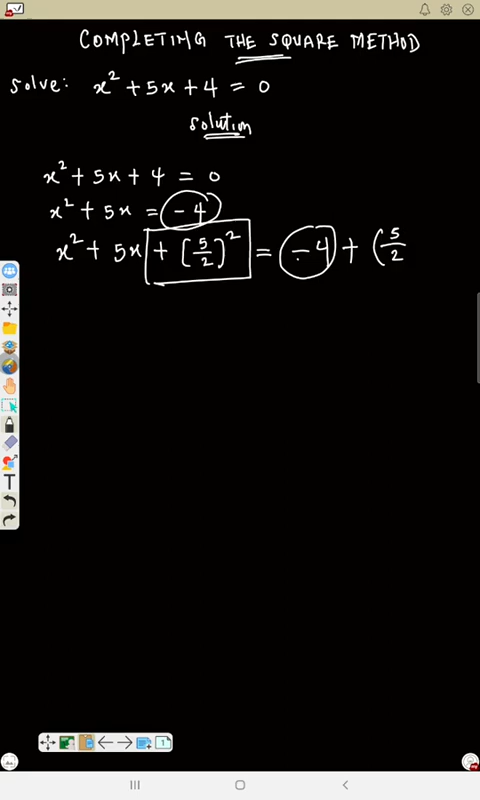 COMPLETING THE SQUARE METHOD
solve: x² + 5x + 4 = 0
solution
x² + 5x + 4 = 0
x² + 5x = -4
x² + 5x + (5/2)² = -4 + (5/2
T
1